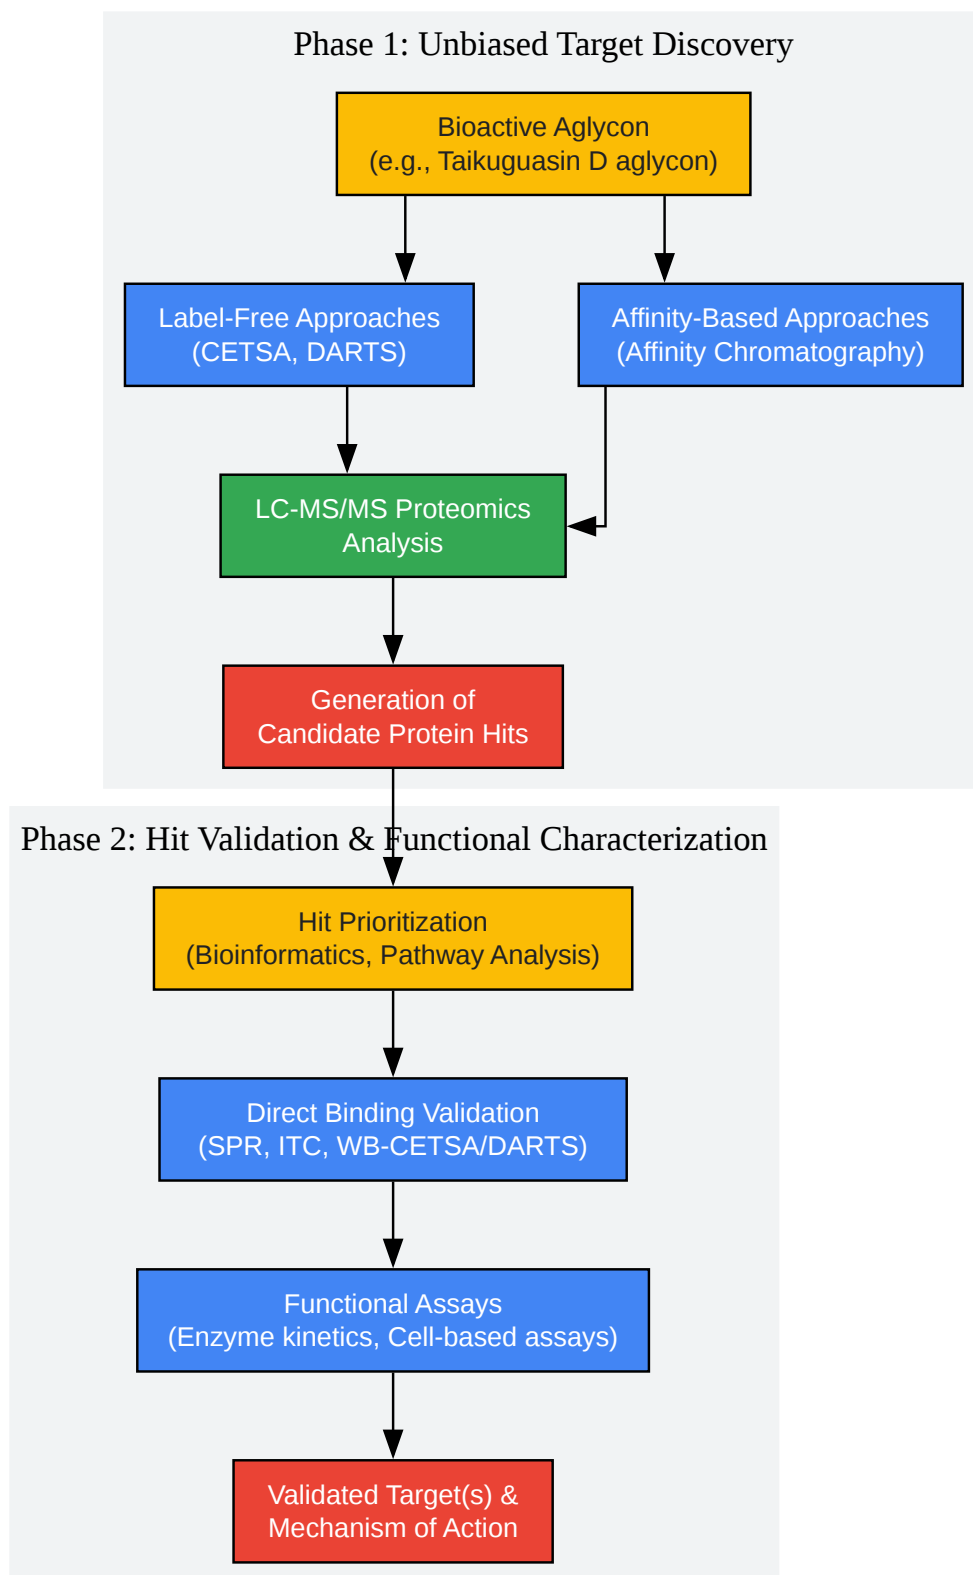 Phase 1: Unbiased Target Discovery
Bioactive Aglycon
(e.g., Taikuguasin D aglycon)
Label-Free Approaches
(CETSA, DARTS)
Affinity-Based Approaches
(Affinity Chromatography)
LC-MS/MS Proteomics
Analysis
Generation of
Candidate Protein Hits
Phase 2: Hit Validation & Functional Characterization
Hit Prioritization
(Bioinformatics, Pathway Analysis)
Direct Binding Validation
(SPR, ITC, WB-CETSA/DARTS)
Functional Assays
(Enzyme kinetics, Cell-based assays)
Validated Target(s) &
Mechanism of Action